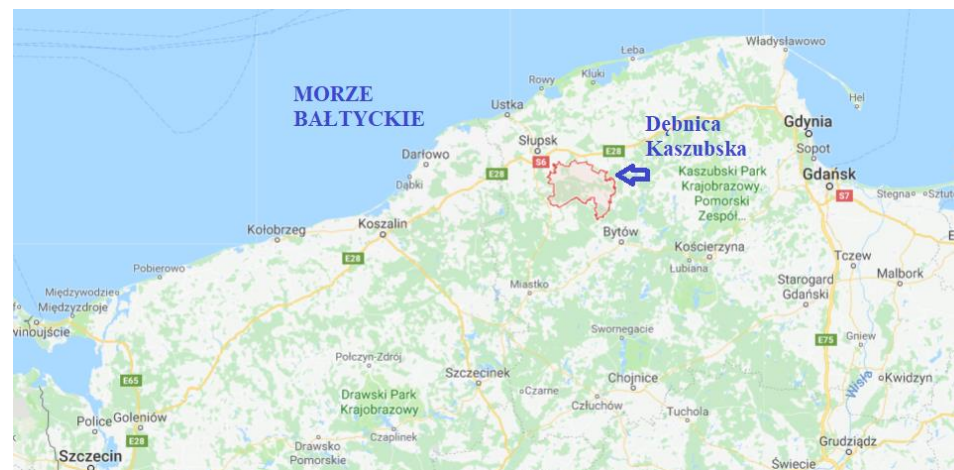 Władysławowo
Łeba
Rowy
Kluki
MORZE
BAŁTYCKIE
Ustka
Hel
Dębnica
Kaszubska
Gdynia
Słupsk
E28
Sopot
Darłowo
S6
E28
Kaszubski Park
Krajobrazowy.
Pomorski
Zespół...
Gdańsk
Dąbki
S7
Stegna
Sztut
Kołobrzeg
Koszalin
Bytów
E28
Kościerzyna
Tczew
Pobierowo
Lubiana
Malbork
Międzywodzie
Miastko
Starogard
Gdański
Międzyzdroje
winoujście
Swornegacie
E75
Gniew
Połczyn-Zdrój
Szczecinek
Chojnice
Wisła
Kwidzyn
E65
Drawski Park
Krajobrazowy
Czarne
Człuchów
Tuchola
Police
Goleniów
E28
Czaplinek
Drawsko
Pomorskie
Grudziądz
Szczecin
Świecie